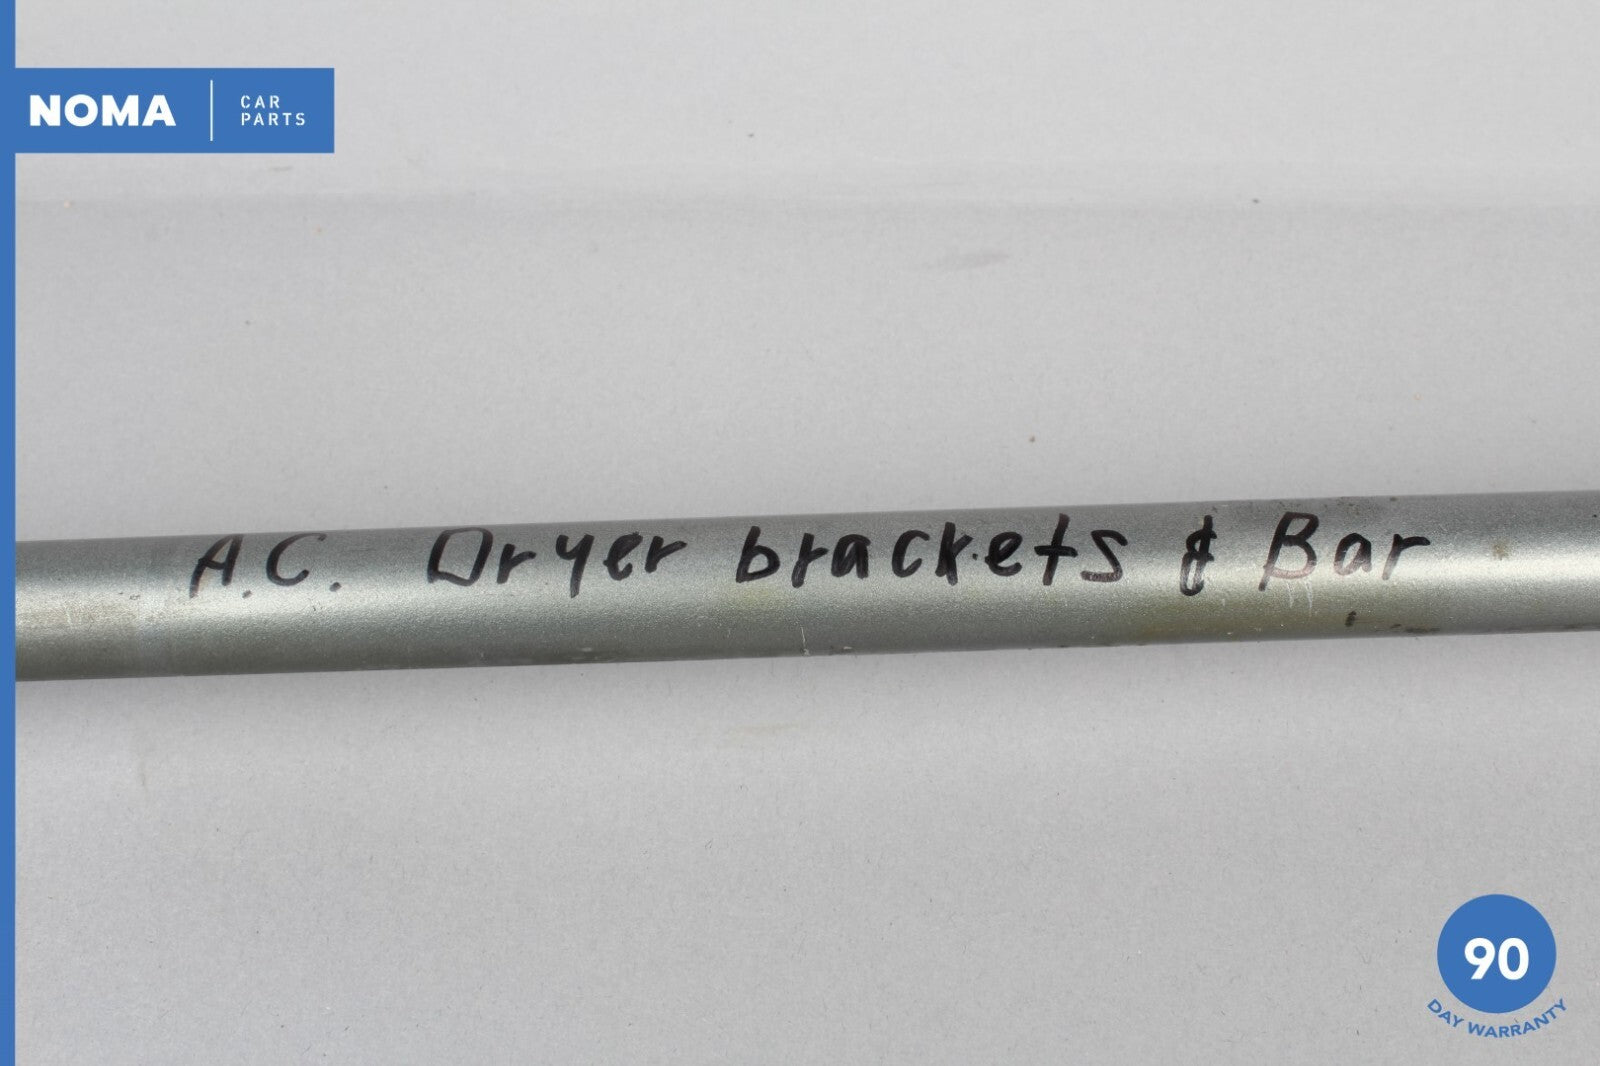 NOMA
CAR
PARTS
A.C. Dryer brackets & Bar
90
DAY WARRANTY